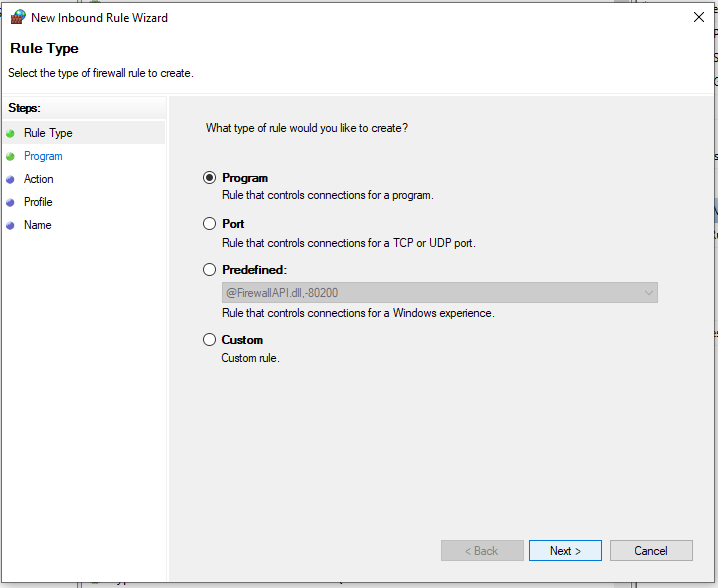 New Inbound Rule Wizard
Rule Type
Select the type of firewall rule to create.
Steps:
Rule Type
Program
Action
Profile
Name
What type of rule would you like to create?
Program
Rule that controls connections for a program.
Port
Rule that controls connections for a TCP or UDP port.
Predefined:
@FirewallAPI.dll,-80200
Rule that controls connections for a Windows experience.
Custom
Custom rule.
< Back
Next >
Cancel